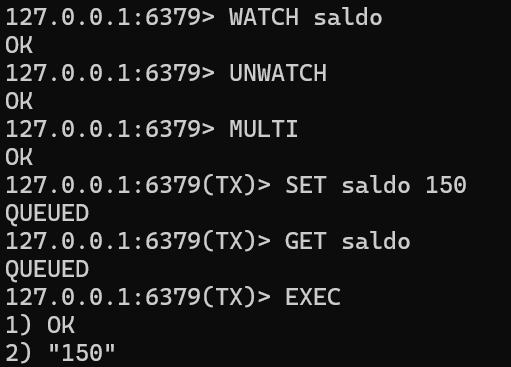 127.0.0.1:6379> WATCH saldo
OK
127.0.0.1:6379> UNWATCH
OK
127.0.0.1:6379> MULTI
OK
127.0.0.1:6379(TX)> SET saldo 150
QUEUED
127.0.0.1:6379(TX)> GET saldo
QUEUED
127.0.0.1:6379(TX)> EXEC
1) OK
2) "150"